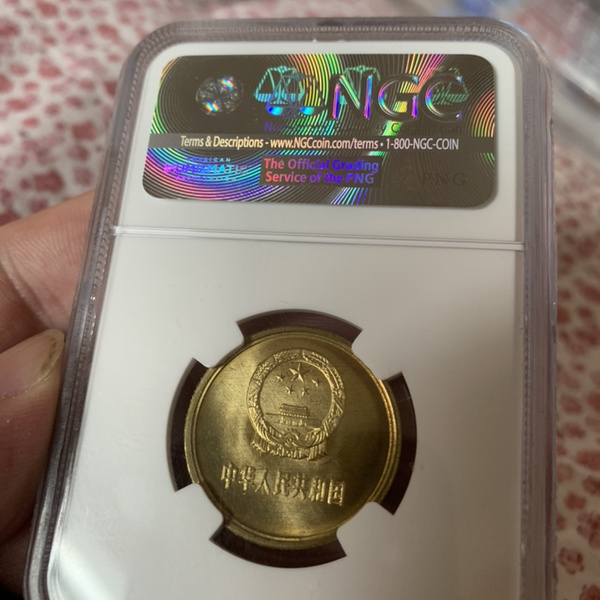 NGC
Terms & Descriptions - www.NGCcoin.com/terms • 1-800-NGC-COIN
The Official Grading
Service of the PNG
PNG
中华人民共和国